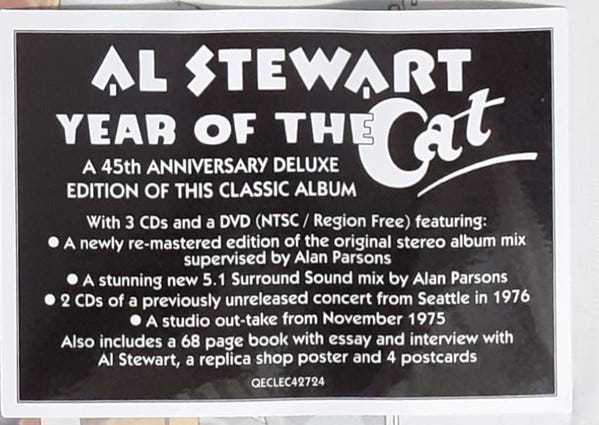 AL STEWART
YEAR OF THE Cat
A 45th ANNIVERSARY DELUXE
EDITION OF THIS CLASSIC ALBUM
With 3 CDs and a DVD (NTSC / Region Free) featuring:
● A newly re-mastered edition of the original stereo album mix
supervised by Alan Parsons
● A stunning new 5.1 Surround Sound mix by Alan Parsons
● 2 CDs of a previously unreleased concert from Seattle in 1976
● A studio out-take from November 1975
Also includes a 68 page book with essay and interview with
Al Stewart, a replica shop poster and 4 postcards
QECLEC42724